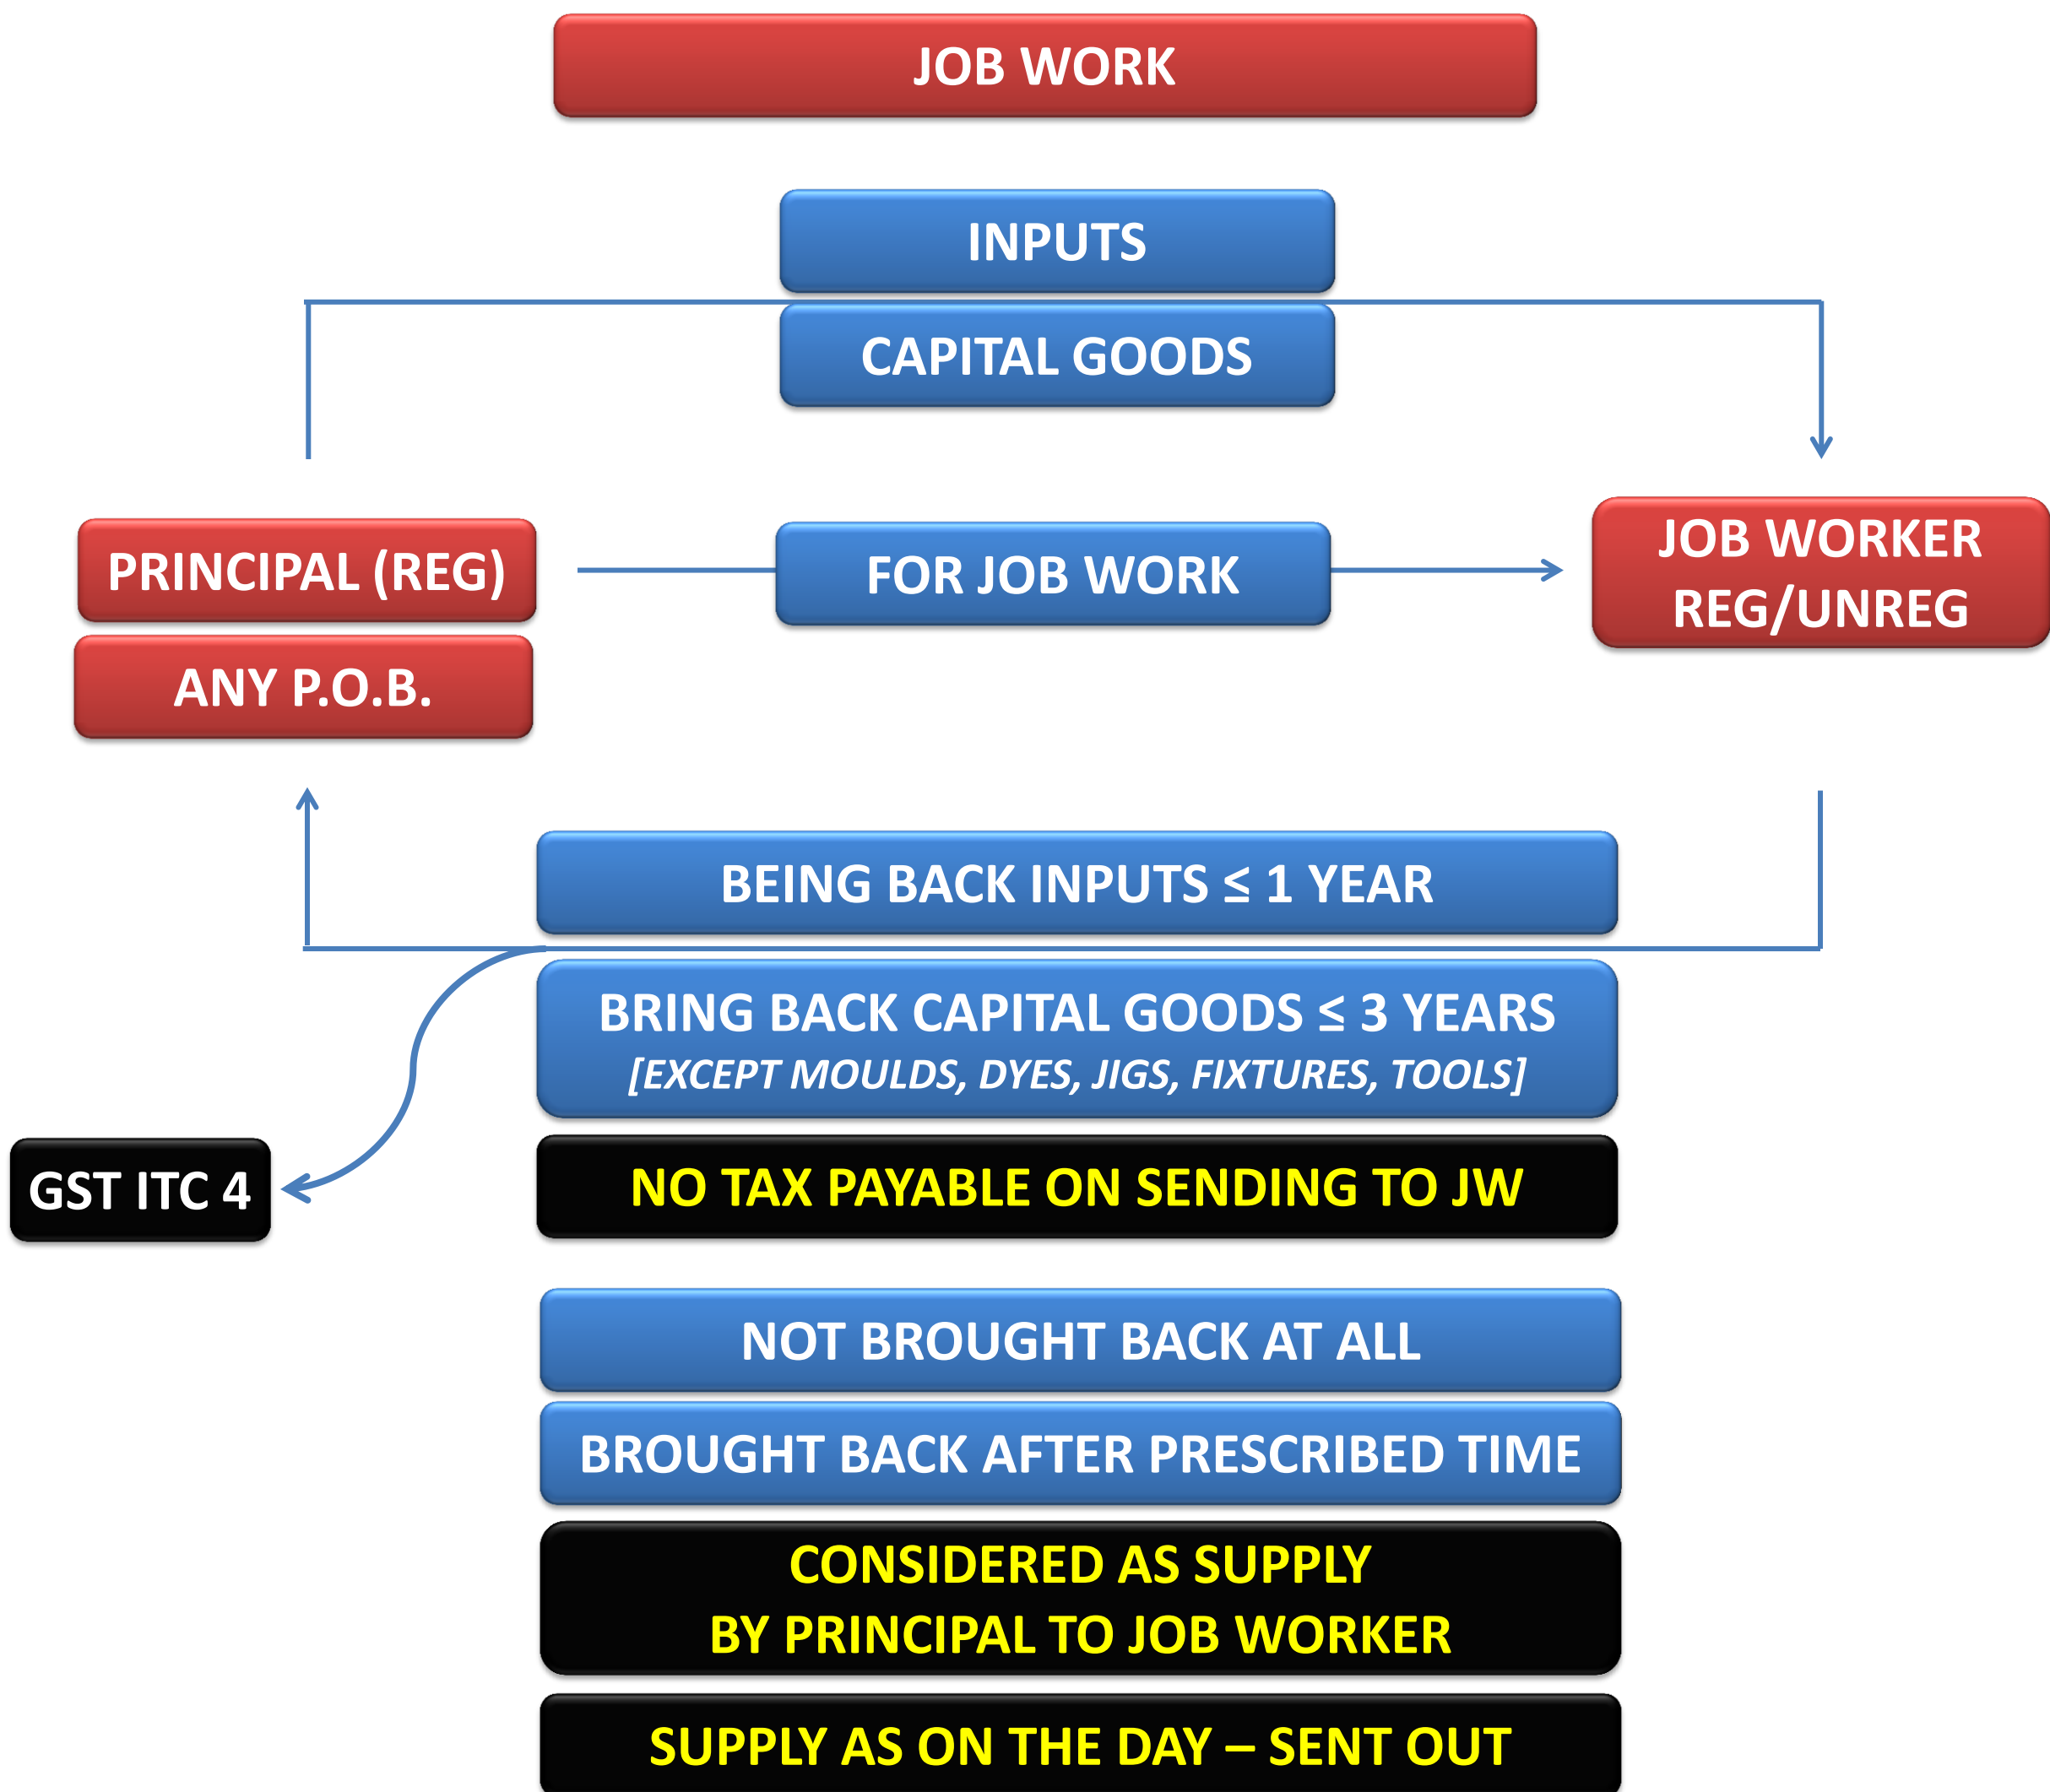 JOB WORK
INPUTS
CAPITAL GOODS
PRINCIPAL (REG)
ANY P.O.B.
FOR JOB WORK
JOB WORKER
REG/UNREG
BEING BACK INPUTS ≤ 1 YEAR
BRING BACK CAPITAL GOODS ≤ 3 YEARS
[EXCEPT MOULDS, DYES, JIGS, FIXTURES, TOOLS]
GST ITC 4
NO TAX PAYABLE ON SENDING TO JW
NOT BROUGHT BACK AT ALL
BROUGHT BACK AFTER PRESCRIBED TIME
CONSIDERED AS SUPPLY
BY PRINCIPAL TO JOB WORKER
SUPPLY AS ON THE DAY – SENT OUT